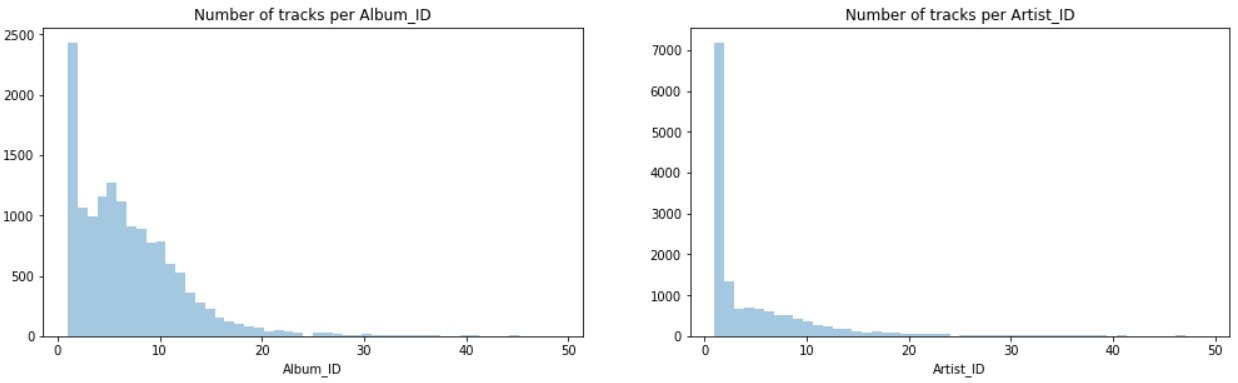 Number of tracks per Album_ID
2500
2000
1500
1000
500
0
0 10 20 30 40 50
Album_ID
Number of tracks per Artist_ID
7000
6000
5000
4000
3000
2000
1000
0
0 10 20 30 40 50
Artist_ID